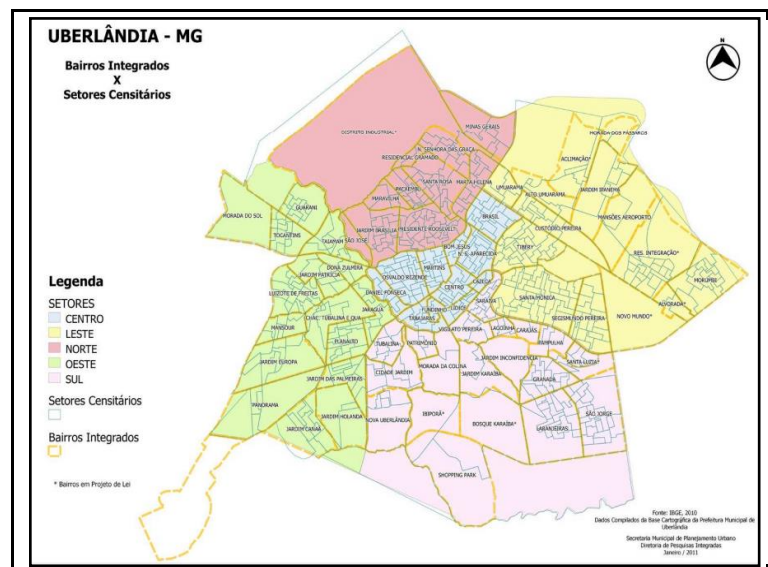 UBERLÂNDIA - MG
Bairros Integrados
X
Setores Censitários
N
DISTRITO INDUSTRIAL*
MINAS GERAIS
MORADA DOS PÁSSAROS
N. SENHORA DAS GRAÇA
RESIDENCIAL GRAMADO
ACLIMAÇÃO*
SANTA ROSA
MARTA HELENA
PACAEMBU
UMUARAMA
ALTO UMUARAMA
JARDIM IPANEMA
MARAVILHA
GUARANI
MORADA DO SOL
BRASIL
MANSÕES AEROPORTO
TOCANTINS
JARDIM BRASÍLIA
PRESIDENTE ROOSEVELT
CUSTÓDIO PEREIRA
TAIAMAN
SÃO JOSÉ
BOM JESUS
N. S. APARECIDA
TIBERY
RES. INTEGRAÇÃO*
DONA ZULMIRA
MARTINS
OSVALDO REZENDE
JARDIM PATRÍCIA
CAZECA
MORUMBI
LUIZOTE DE FREITAS
DANIEL FONSECA
CENTRO
SANTA MÔNICA
ALVORADA*
SARAIVA
LÍDICE
CHAC. TUBALINA E QUA
JARAGUÁ
FUNDINHO
TABAJARAS
SEGISMUNDO PEREIRA
NOVO MUNDO*
MANSOUR
VIGILATO PEREIRA
LAGOINHA
CARAJÁS
PLANALTO
TUBALINA
PATRIMÔNIO
PAMPULHA
JARDIM EUROPA
JARDIM INCONFIDÊNCIA
SANTA LUZIA*
MORADA DA COLINA
CIDADE JARDIM
JARDIM KARAÍBA
JARDIM DAS PALMEIRAS
GRANADA
PANORAMA
JARDIM HOLANDA
NOVA UBERLÂNDIA
SÃO JORGE
BOSQUE KARAÍBA*
LARANJEIRAS
JARDIM CANAÃ
SHOPPING PARK
Legenda
SETORES
CENTRO
LESTE
NORTE
OESTE
SUL
Setores Censitários
Bairros Integrados
* Bairros em Projeto de Lei
Fonte: IBGE, 2010
Dados Compilados da Base Cartográfica da Prefeitura Municipal de
Uberlândia
Secretaria Municipal de Planejamento Urbano
Diretoria de Pesquisas Integradas
Janeiro / 2011